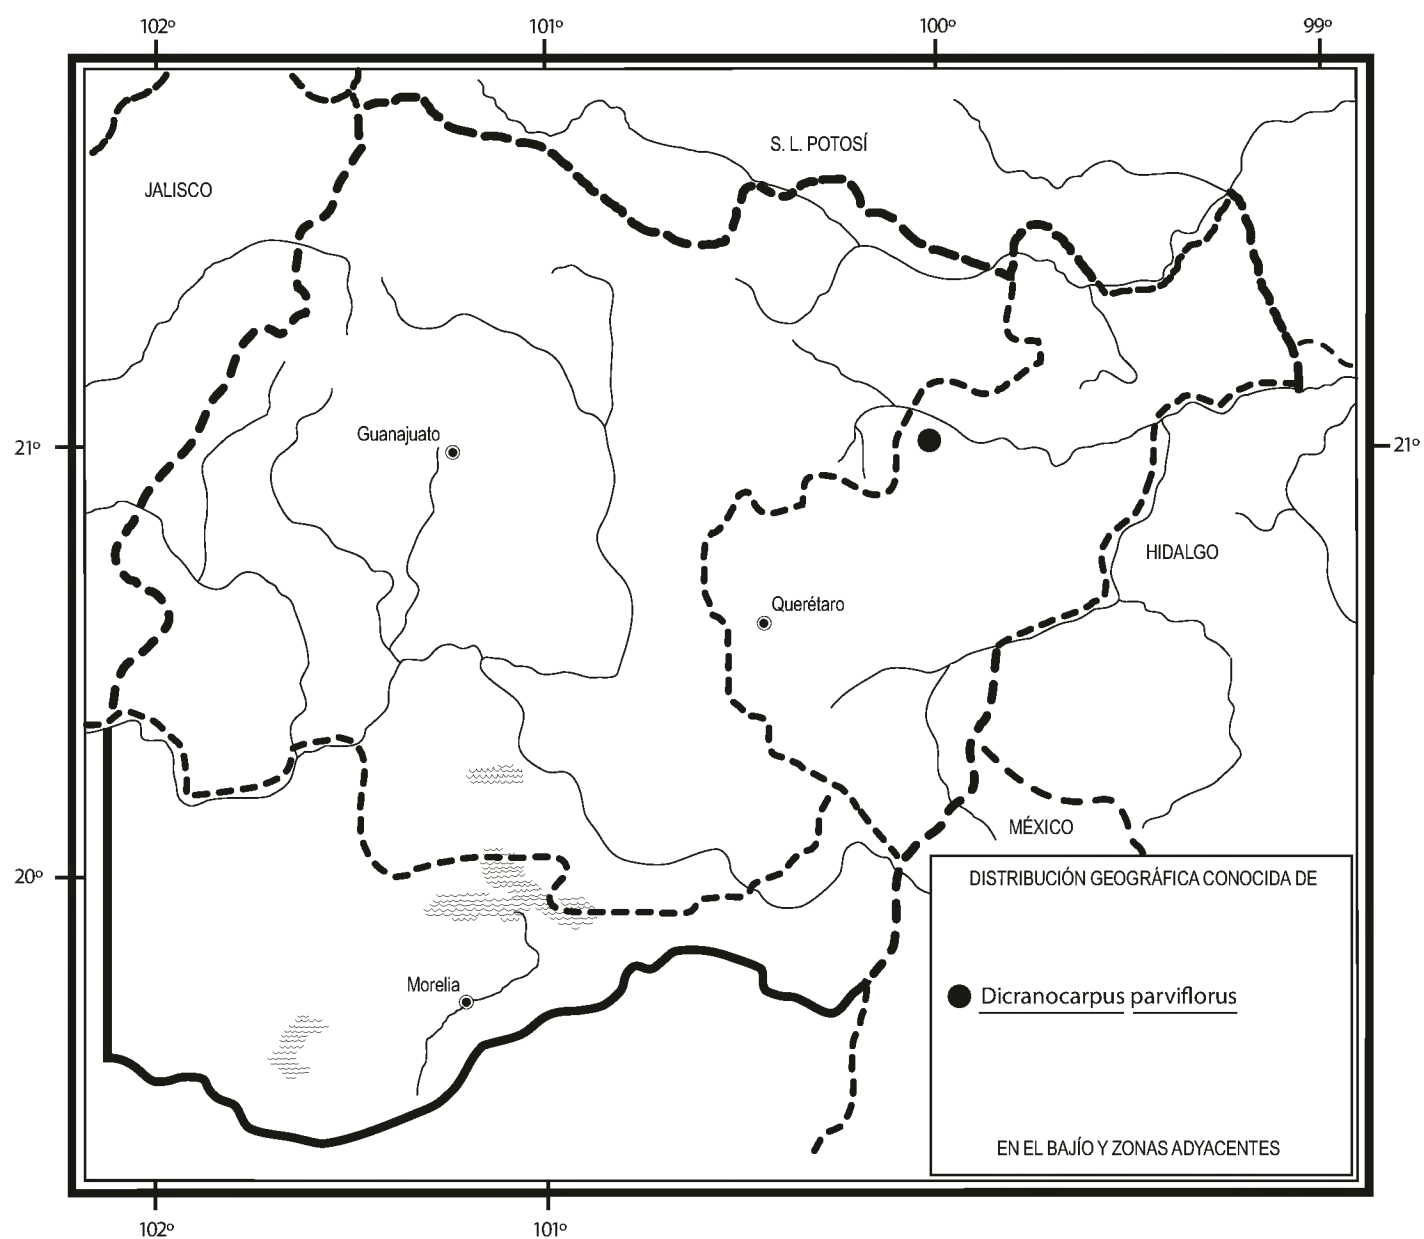 102º 101º 100º 99º
S. L. POTOSÍ
JALISCO
Guanajuato
21º 21º
HIDALGO
Querétaro
MÉXICO
20º
DISTRIBUCIÓN GEOGRÁFICA CONOCIDA DE
Morelia
Dicranocarpus parviflorus
EN EL BAJÍO Y ZONAS ADYACENTES
102º 101º